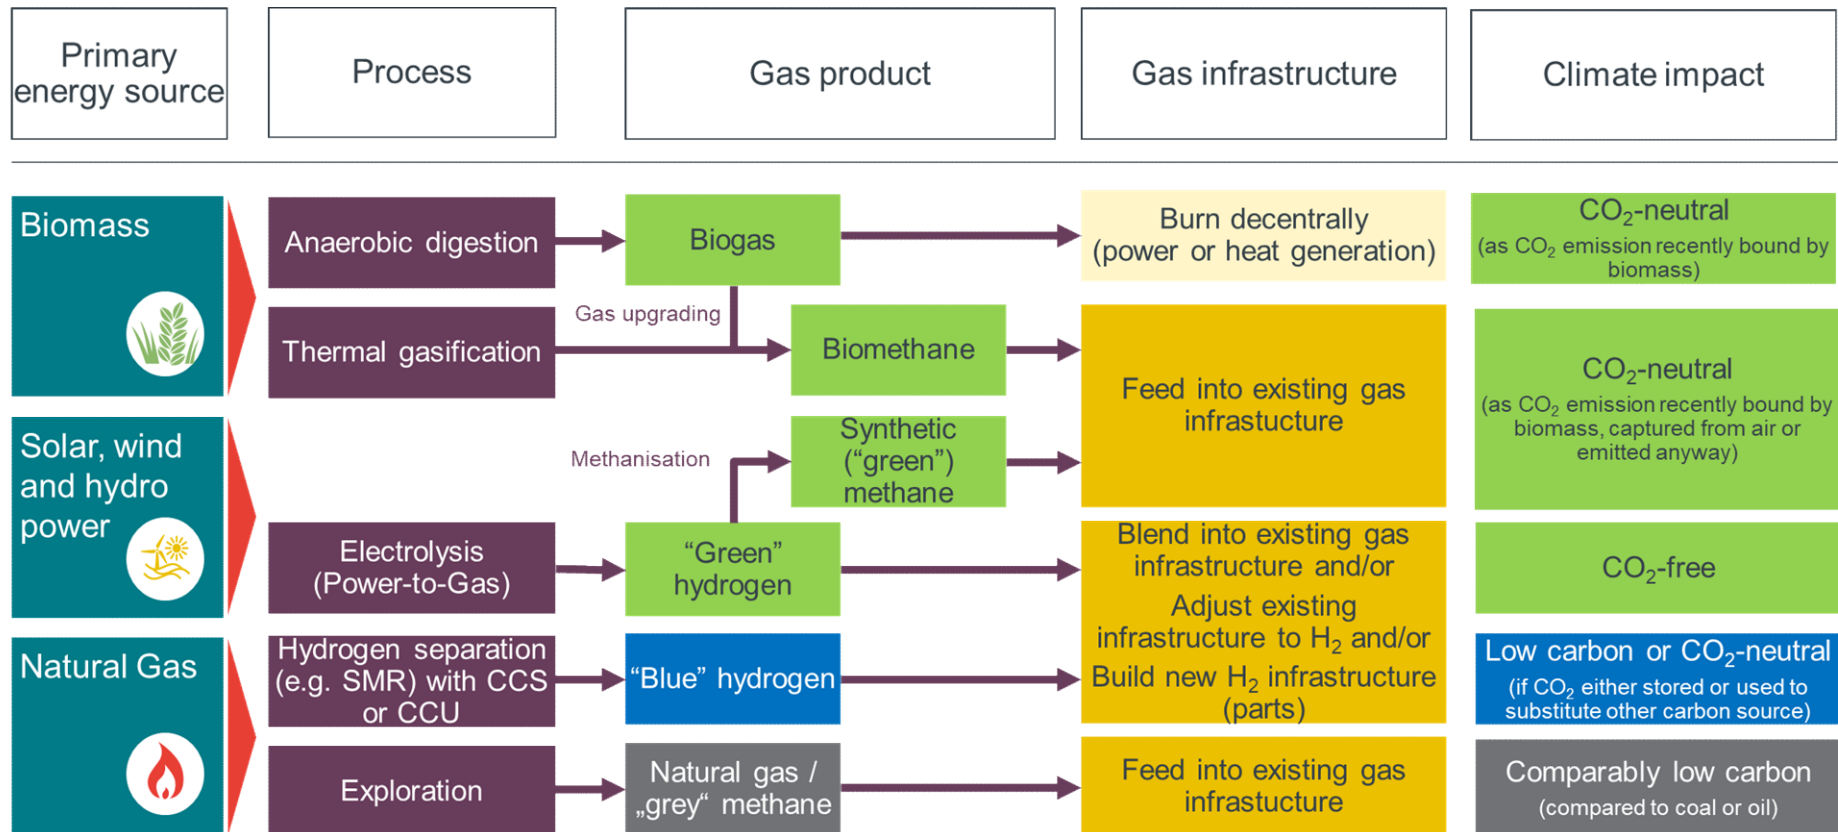 Primary
energy source
Process
Gas product
Gas infrastructure
Climate impact
Biomass
Anaerobic digestion
Biogas
Burn decentrally
(power or heat generation)
CO₂-neutral
(as CO₂ emission recently bound by
biomass)
Gas upgrading
Thermal gasification
Biomethane
Feed into existing gas
infrastucture
CO₂-neutral
(as CO₂ emission recently bound by
biomass, captured from air or
emitted anyway)
Solar, wind
and hydro
power
Methanisation
Synthetic
(“green”)
methane
Electrolysis
(Power-to-Gas)
“Green”
hydrogen
Blend into existing gas
infrastructure and/or
Adjust existing
infrastructure to H₂ and/or
Build new H₂ infrastructure
(parts)
CO₂-free
Natural Gas
Hydrogen separation
(e.g. SMR) with CCS
or CCU
“Blue” hydrogen
Low carbon or CO₂-neutral
(if CO₂ either stored or used to
substitute other carbon source)
Exploration
Natural gas /
„grey“ methane
Feed into existing gas
infrastucture
Comparably low carbon
(compared to coal or oil)